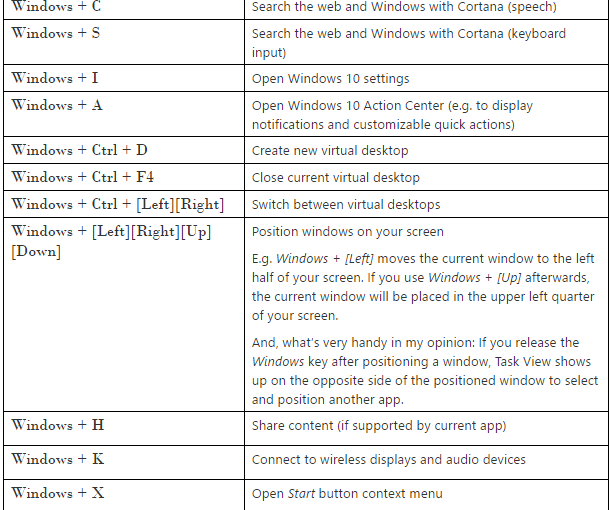 Windows + C
Search the web and Windows with Cortana (speech)
Windows + S
Search the web and Windows with Cortana (keyboard
input)
Windows + I
Open Windows 10 settings
Windows + A
Open Windows 10 Action Center (e.g. to display
notifications and customizable quick actions)
Windows + Ctrl + D
Create new virtual desktop
Windows + Ctrl + F4
Close current virtual desktop
Windows + Ctrl + [Left][Right]
Switch between virtual desktops
Windows + [Left][Right][Up]
[Down]
Position windows on your screen
E.g. Windows + [Left] moves the current window to the left
half of your screen. If you use Windows + [Up] afterwards,
the current window will be placed in the upper left quarter
of your screen.
And, what's very handy in my opinion: If you release the
Windows key after positioning a window, Task View shows
up on the opposite side of the positioned window to select
and position another app.
Windows + H
Share content (if supported by current app)
Windows + K
Connect to wireless displays and audio devices
Windows + X
Open Start button context menu